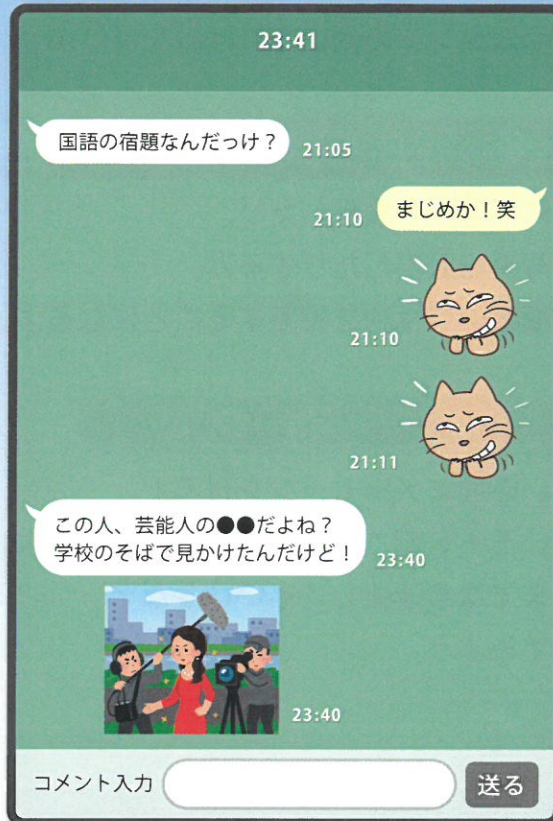 23:41
国語の宿題なんだっけ？
21:05
まじめか！笑
21:10
21:10
21:11
この人、芸能人の●●だよね？
学校のそばで見かけたんだけど！
23:40
23:40
コメント入力
送る